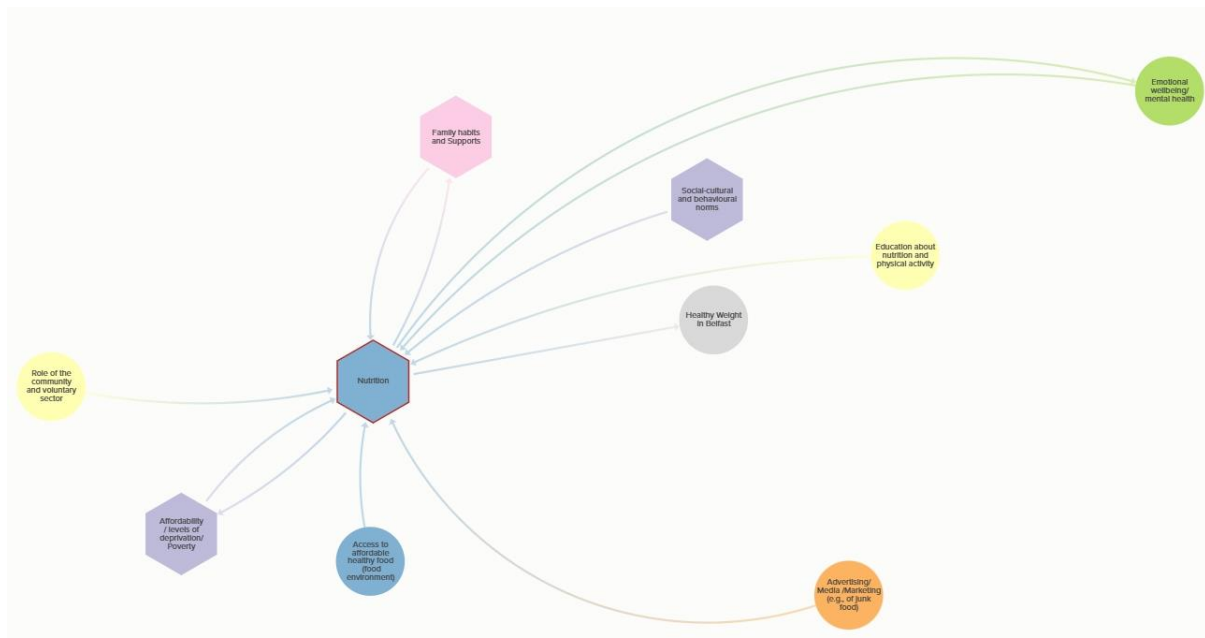 Emotional
wellbeing/
mental health
Family habits
and Supports
Social-cultural
and behavioural
norms
Education about
nutrition and
physical activity
Healthy Weight
in Belfast
Nutrition
Role of the
community
and voluntary
sector
Affordability
/ levels of
deprivation/
Poverty
Access to
affordable
healthy food
(food
environment)
Advertising/
Media /Marketing
(e.g., of junk
food)